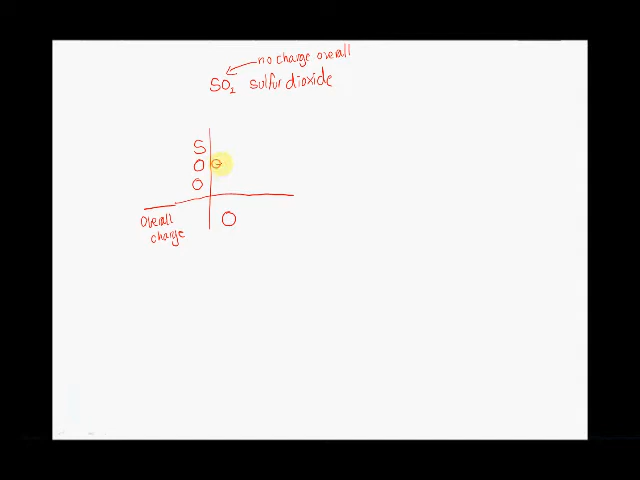 no charge overall
SO2 sulfur dioxide
S
O
O
Overall charge
O